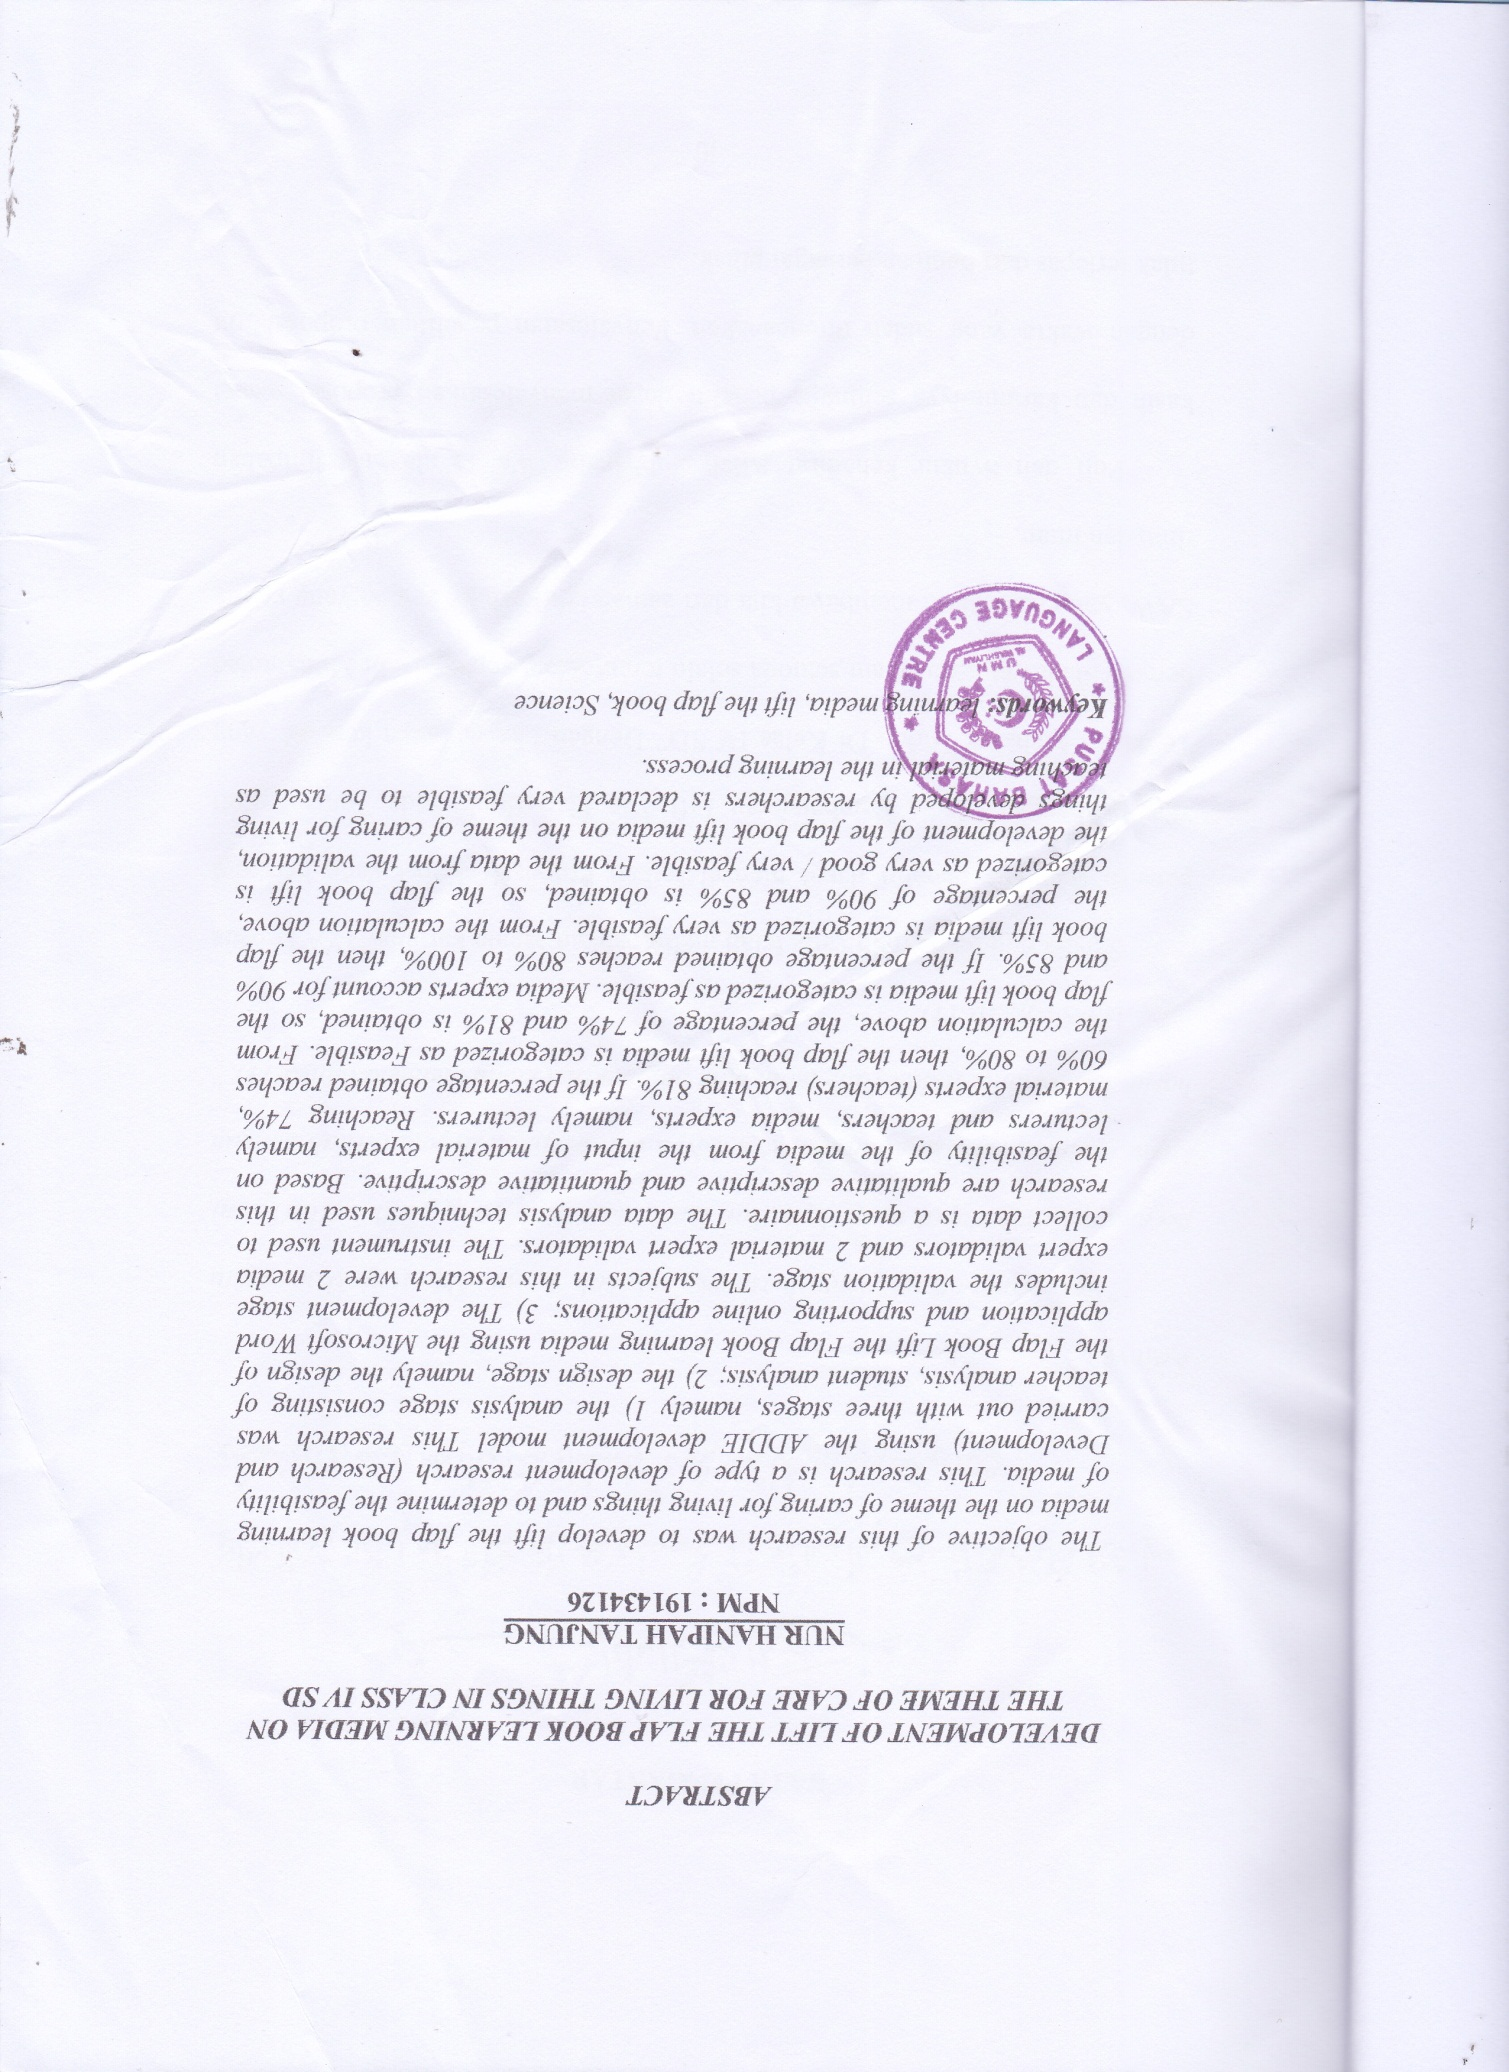 ABSTRACT
DEVELOPMENT OF LIFT THE FLAP BOOK LEARNING MEDIA ON
THE THEME OF CARE FOR LIVING THINGS IN CLASS IV SD
NUR HANIPAH TANJUNG
NPM : 191434126
The objective of this research was to develop lift the flap book learning
media on the theme of caring for living things and to determine the feasibility
of media. This research is a type of development research (Research and
Development) using the ADDIE development model This research was
carried out with three stages, namely 1) the analysis stage consisting of
teacher analysis, student analysis; 2) the design stage, namely the design of
the Flap Book Lift the Flap Book learning media using the Microsoft Word
application and supporting online applications; 3) The development stage
includes the validation stage. The subjects in this research were 2 media
expert validators and 2 material expert validators. The instrument used to
collect data is a questionnaire. The data analysis techniques used in this
research are qualitative descriptive and quantitative descriptive. Based on
the feasibility of the media from the input of material experts, namely
lecturers and teachers, media experts, namely lecturers. Reaching 74%,
material experts (teachers) reaching 81%. If the percentage obtained reaches
60% to 80%, then the flap book lift media is categorized as Feasible. From
the calculation above, the percentage of 74% and 81% is obtained, so the
flap book lift media is categorized as feasible. Media experts account for 90%
and 85%. If the percentage obtained reaches 80% to 100%, then the flap
book lift media is categorized as very feasible. From the calculation above,
the percentage of 90% and 85% is obtained, so the flap book lift is
categorized as very good / very feasible. From the data from the validation,
the development of the flap book lift media on the theme of caring for living
things developed by researchers is declared very feasible to be used as
teaching material in the learning process.
Keywords: learning media, lift the flap book, Science
PUSAT BAHASA
UMN
AL WASHLIYAH
LANGUAGE CENTRE